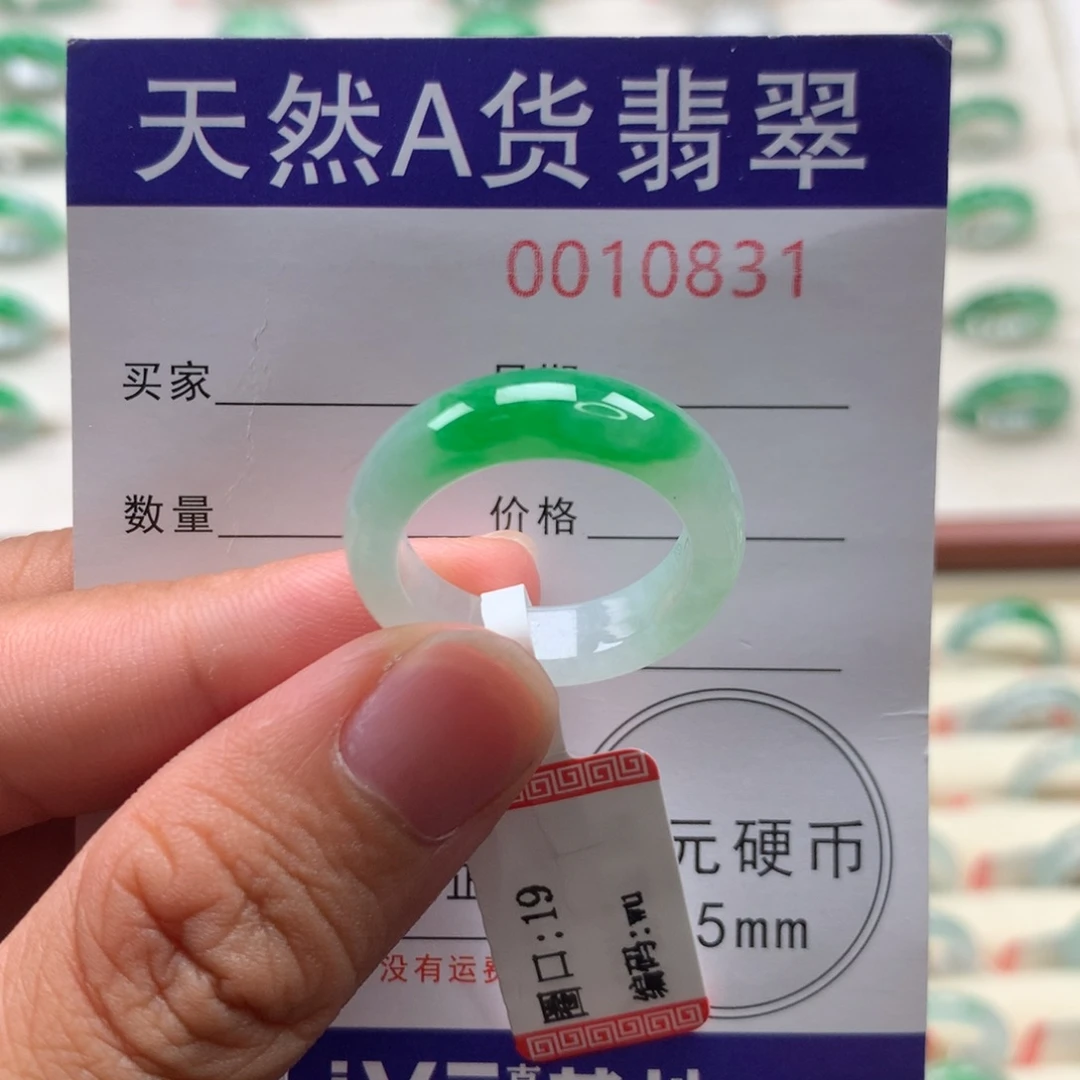 天然A货翡翠
0010831
买家
数量 价格
元硬币
5mm
没有运费
圈口:19
编码:wu